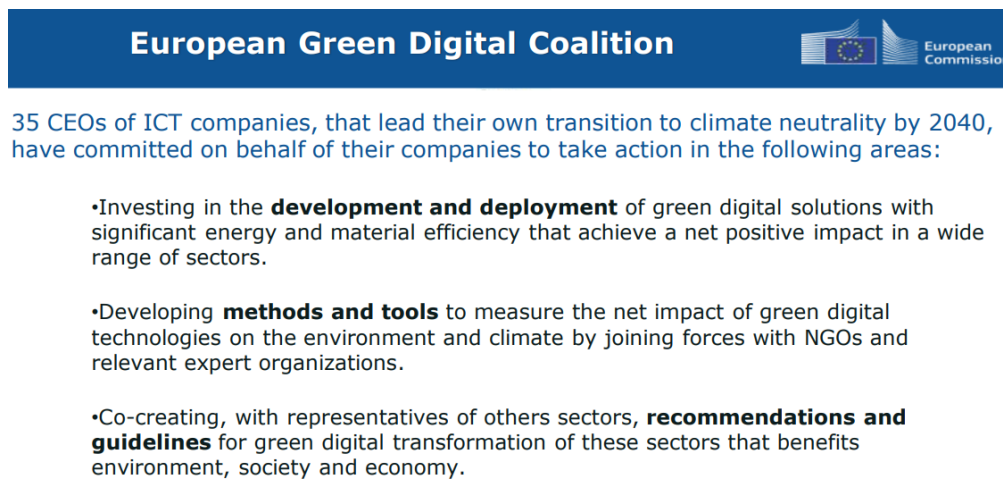 European Green Digital Coalition
European
Commissio
35 CEOs of ICT companies, that lead their own transition to climate neutrality by 2040,
have committed on behalf of their companies to take action in the following areas:
•Investing in the development and deployment of green digital solutions with
significant energy and material efficiency that achieve a net positive impact in a wide
range of sectors.
•Developing methods and tools to measure the net impact of green digital
technologies on the environment and climate by joining forces with NGOs and
relevant expert organizations.
•Co-creating, with representatives of others sectors, recommendations and
guidelines for green digital transformation of these sectors that benefits
environment, society and economy.